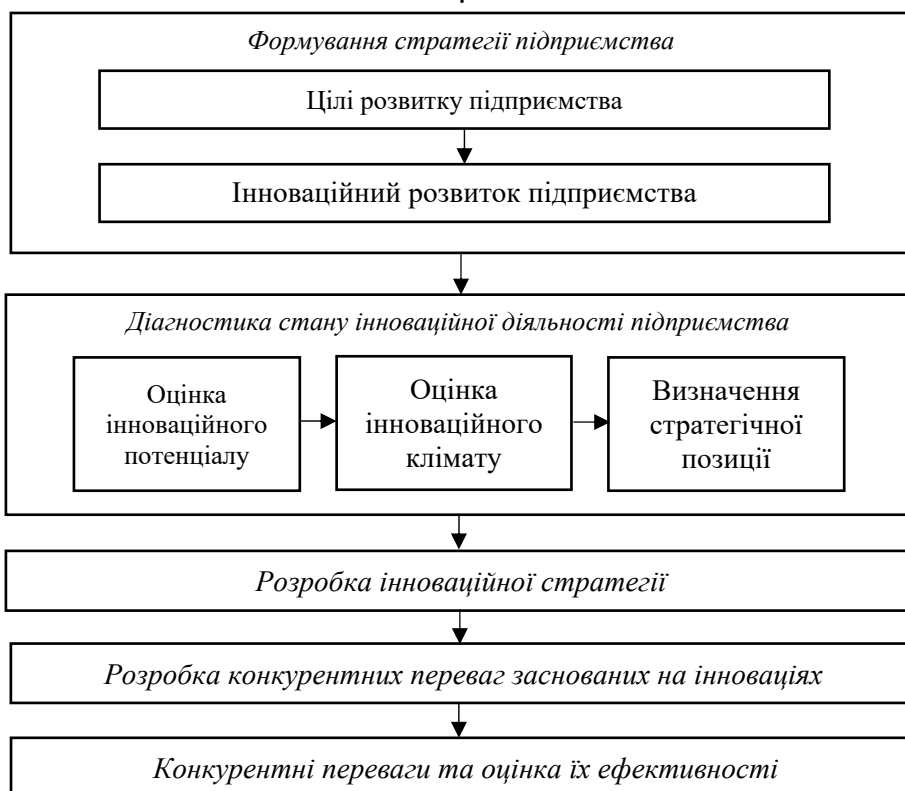 Формування стратегії підприємства
Цілі розвитку підприємства
Інноваційний розвиток підприємства
Діагностика стану інноваційної діяльності підприємства
Оцінка
інноваційного
потенціалу
Оцінка
інноваційного
клімату
Визначення
стратегічної
позиції
Розробка інноваційної стратегії
Розробка конкурентних переваг заснованих на інноваціях
Конкурентні переваги та оцінка їх ефективності